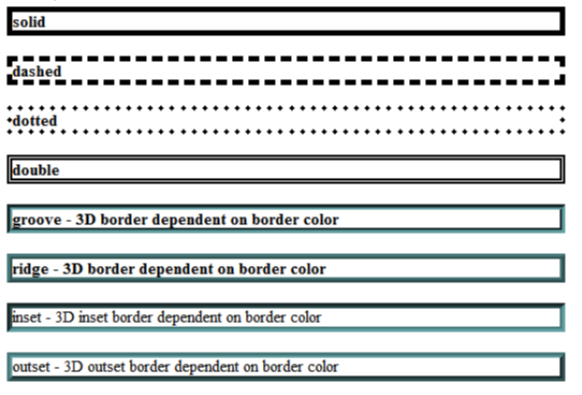 solid
dashed
dotted
double
groove - 3D border dependent on border color
ridge - 3D border dependent on border color
inset - 3D inset border dependent on border color
outset - 3D outset border dependent on border color